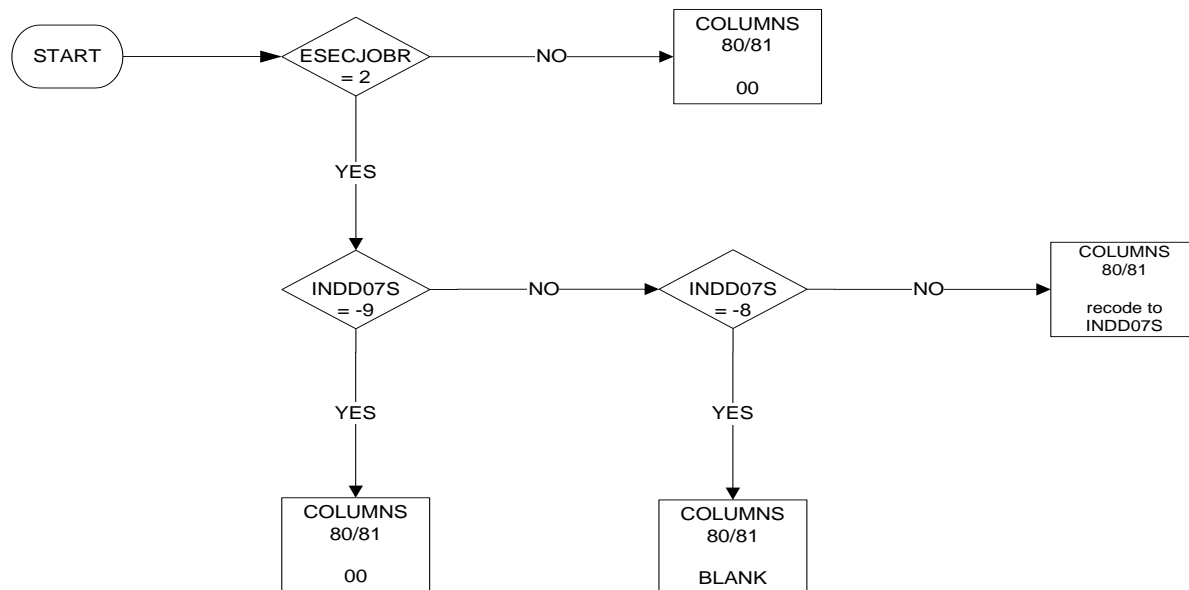 START
ESECJOBR
= 2
NO
COLUMNS
80/81
00
YES
INDD07S
= -9
NO
INDD07S
= -8
NO
COLUMNS
80/81
recode to
INDD07S
YES
YES
COLUMNS
80/81
00
COLUMNS
80/81
BLANK